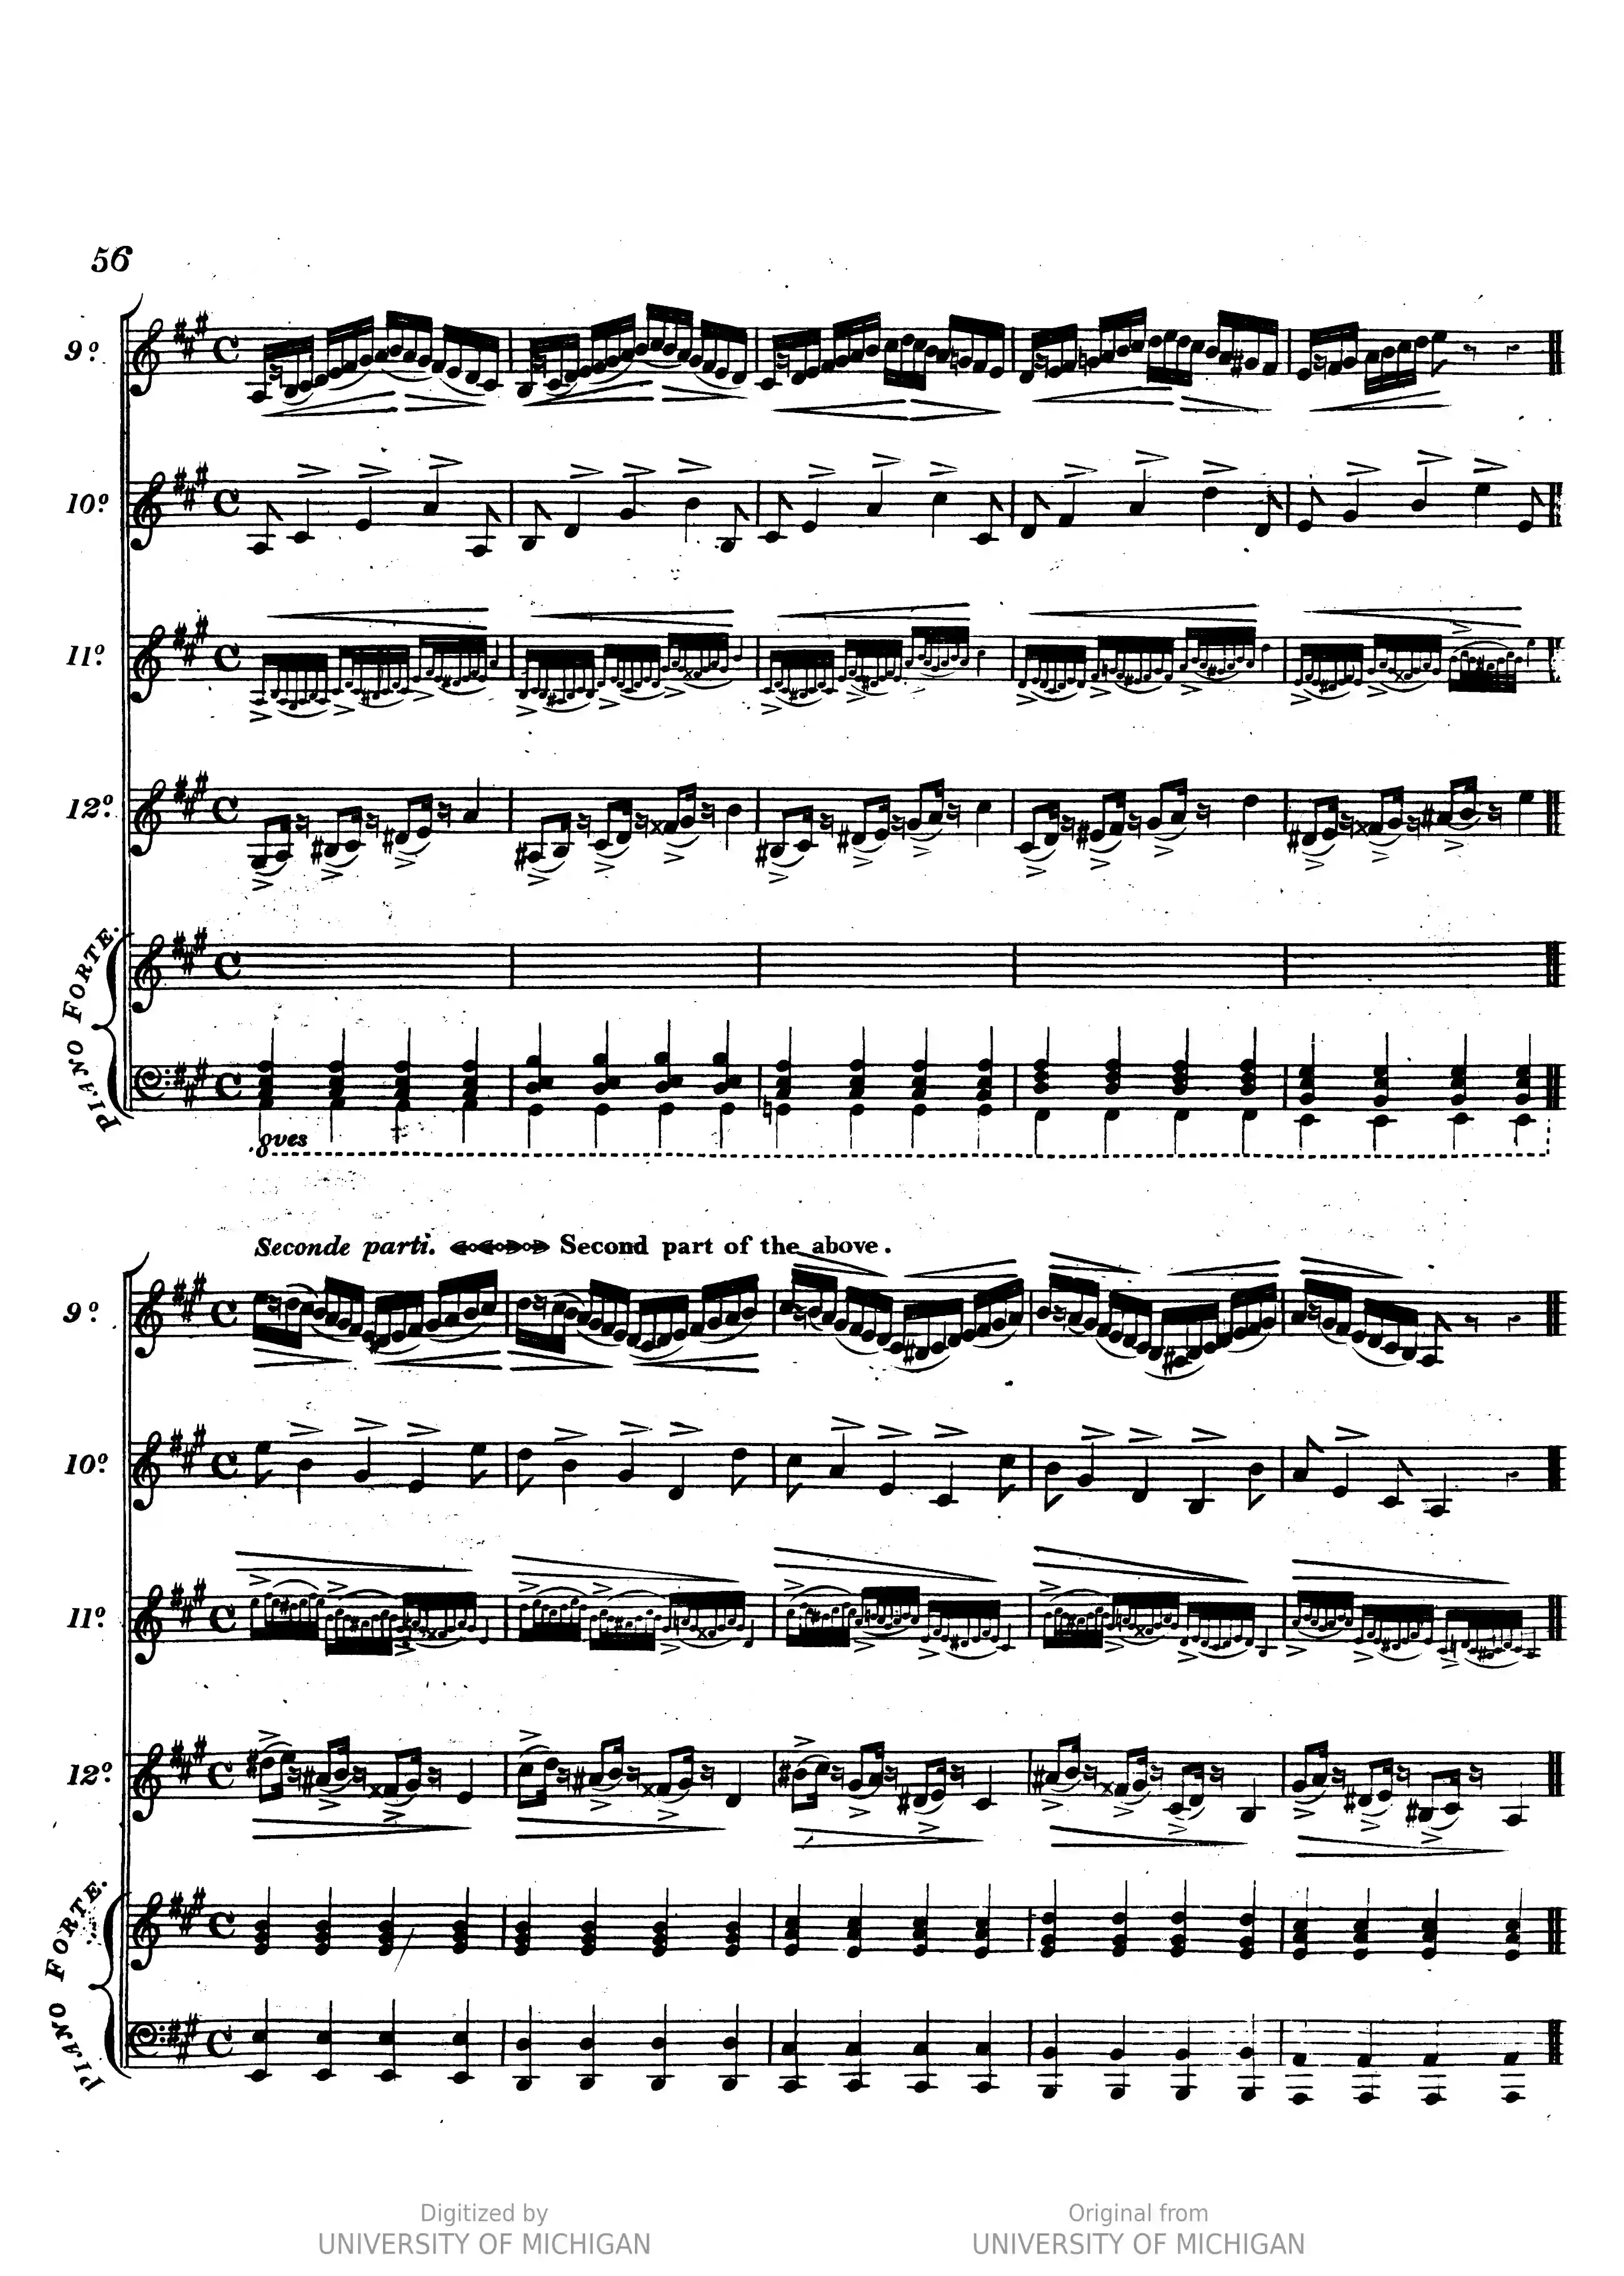 56
9º.
10º.
11º.
12º.
PIANO FORTE.
8ves
Seconde parti. Second part of the above.
9º.
10º.
11º.
12º.
PIANO FORTE.
Digitized by
UNIVERSITY OF MICHIGAN
Original from
UNIVERSITY OF MICHIGAN